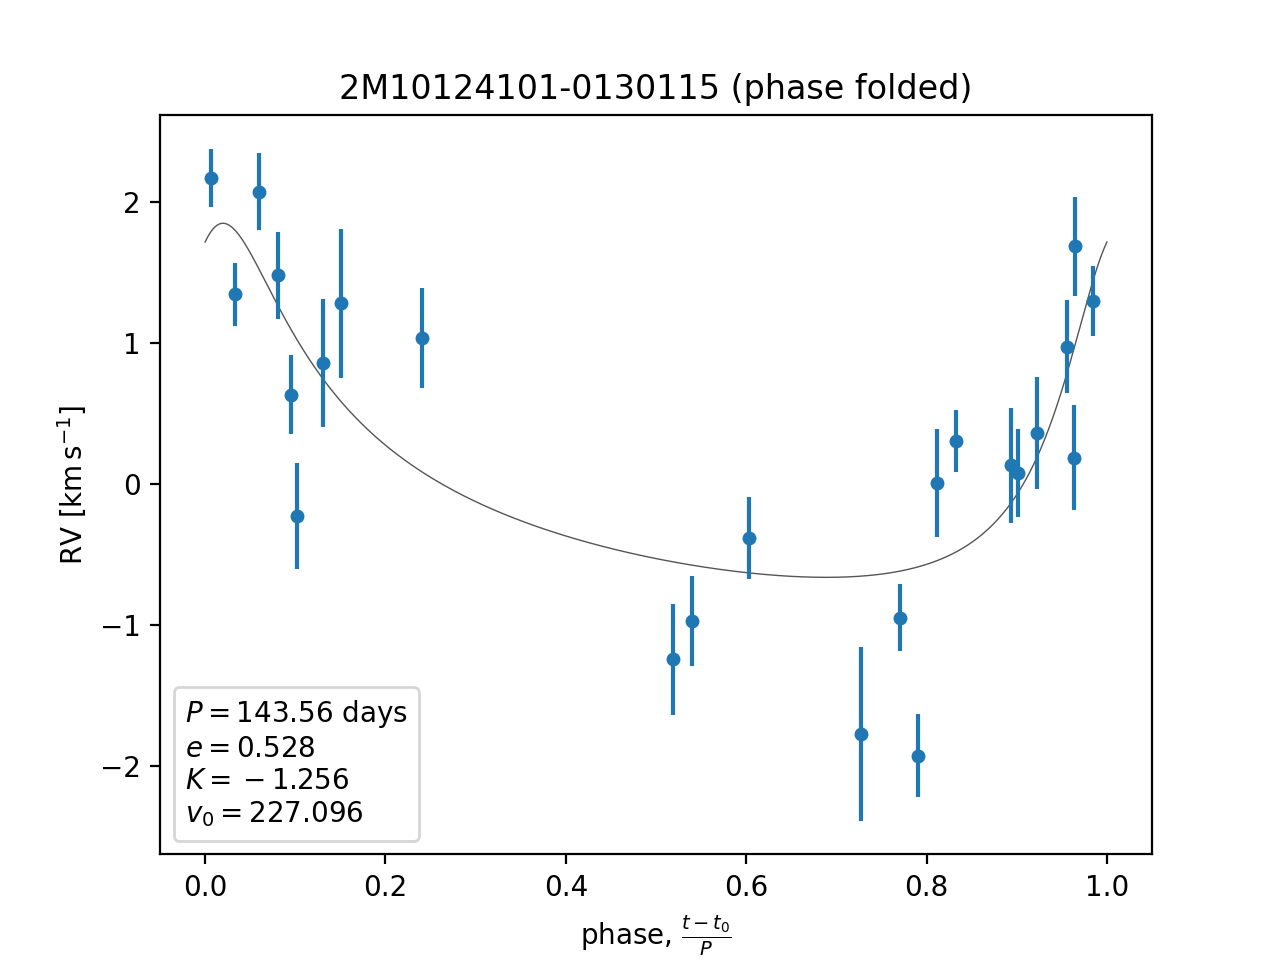 2M10124101-0130115 (phase folded)
RV [km s⁻¹]
2
1
0
−1
−2
P = 143.56 days
e = 0.528
K = −1.256
v₀ = 227.096
0.0 0.2 0.4 0.6 0.8 1.0
phase, (t − t₀)/P